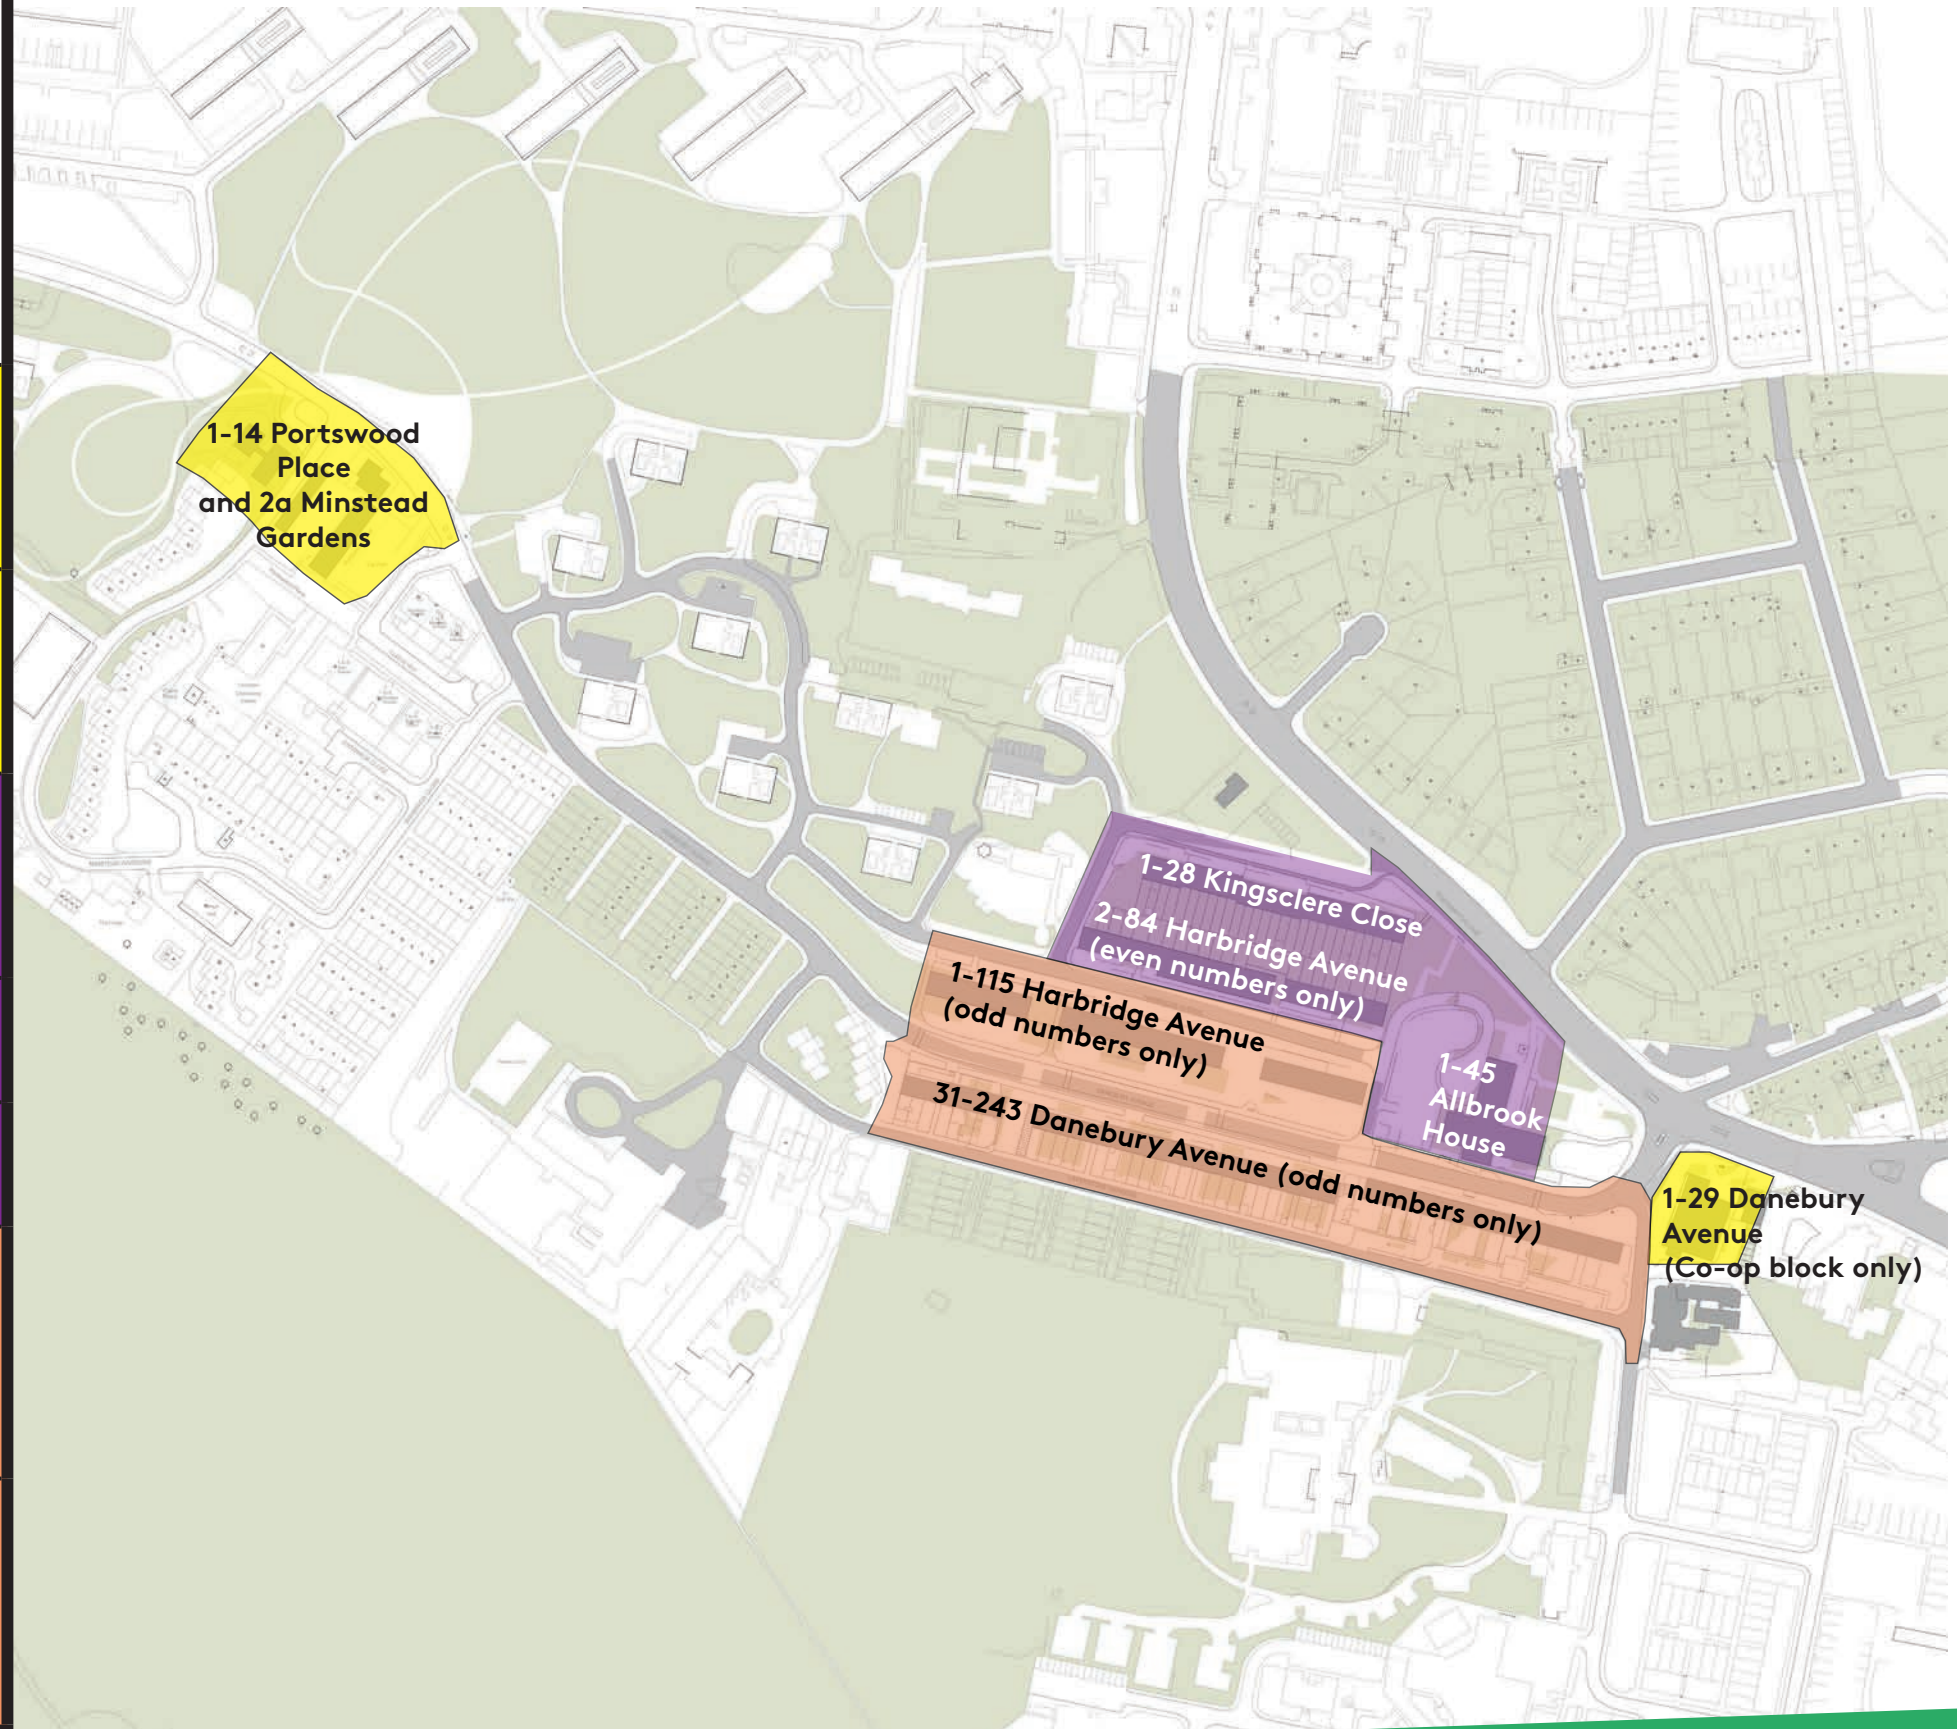 1-14 Portswood
Place
and 2a Minstead
Gardens
1-28 Kingsclere Close
2-84 Harbridge Avenue
(even numbers only)
1-115 Harbridge Avenue
(odd numbers only)
1-45
Allbrook
House
31-243 Danebury Avenue (odd numbers only)
1-29 Danebury
Avenue
(Co-op block only)